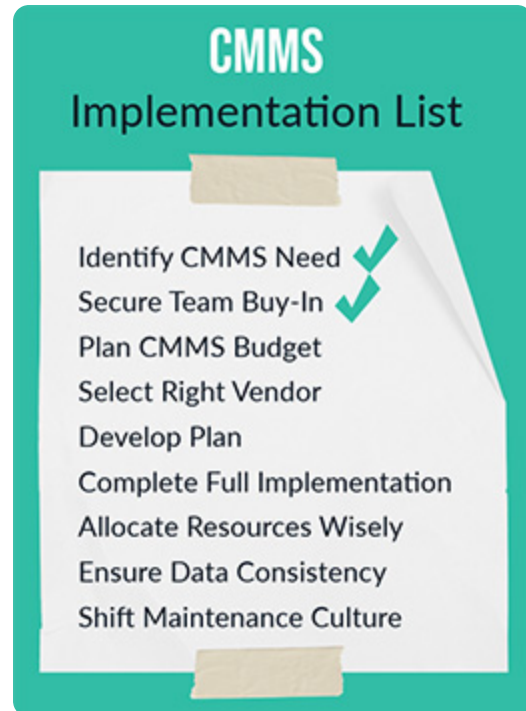 CMMS
Implementation List
Identify CMMS Need
Secure Team Buy-In
Plan CMMS Budget
Select Right Vendor
Develop Plan
Complete Full Implementation
Allocate Resources Wisely
Ensure Data Consistency
Shift Maintenance Culture